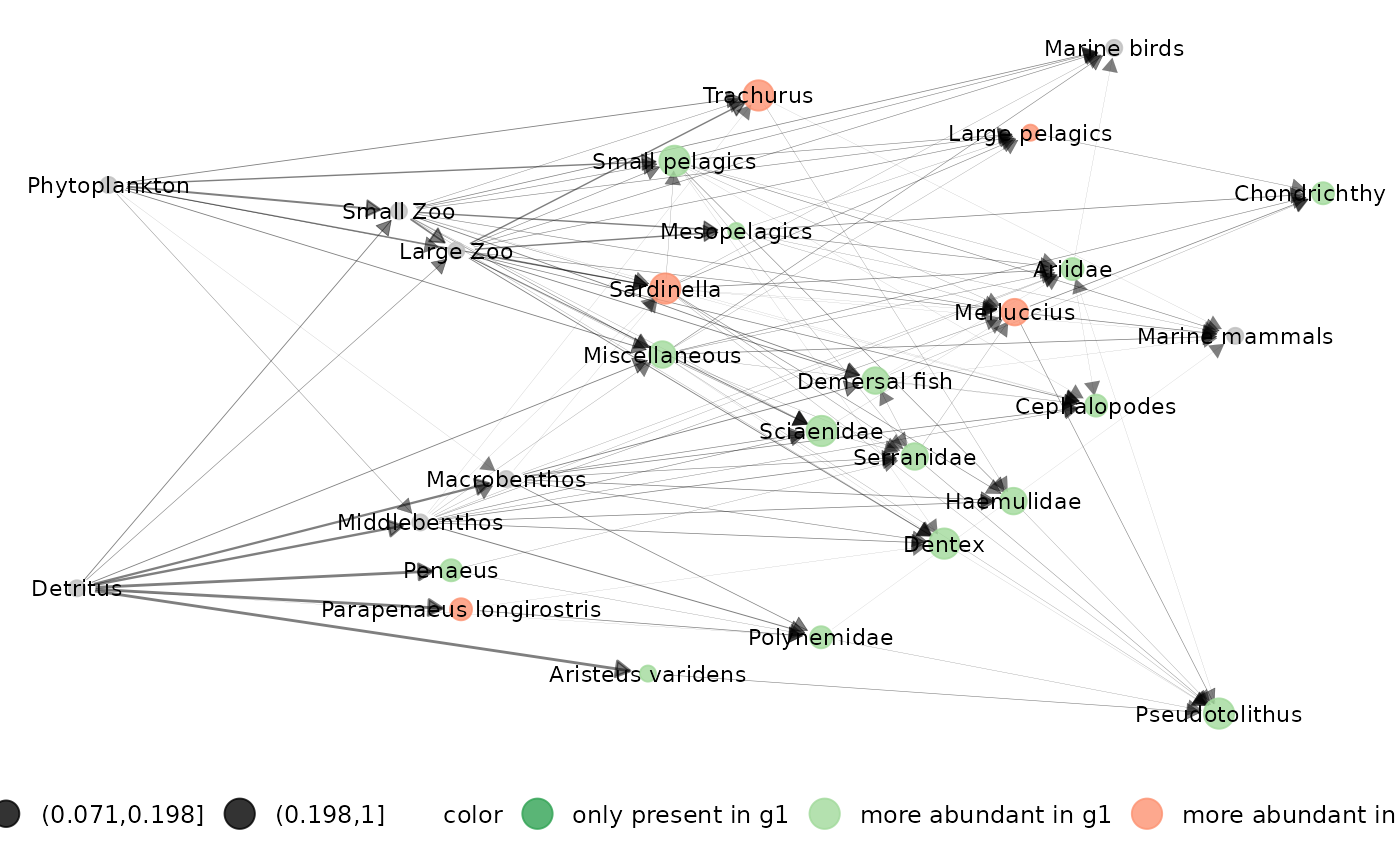 Marine birds
Trachurus
Large pelagics
Small pelagics
Phytoplankton
Chondrichthy
Small Zoo
Mesopelagics
Large Zoo
Ariidae
Sardinella
Merluccius
Marine mammals
Miscellaneous
Demersal fish
Cephalopodes
Sciaenidae
Serranidae
Macrobenthos
Haemulidae
Middlebenthos
Dentex
Penaeus
Detritus
Parapenaeus longirostris
Polynemidae
Aristeus varidens
Pseudotolithus
(0.071,0.198] (0.198,1] color only present in g1 more abundant in g1 more abundant in